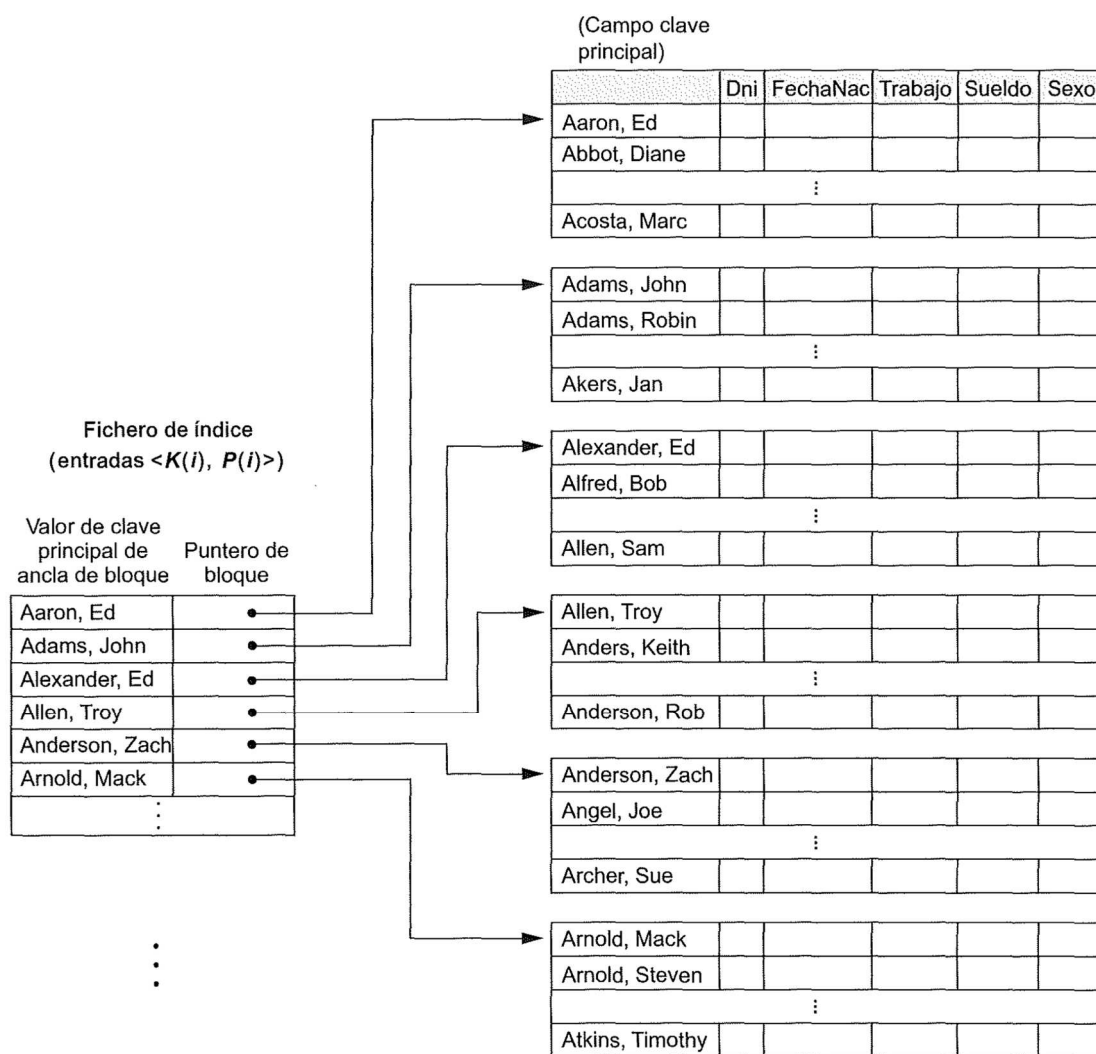 (Campo clave
principal)
Dni FechaNac Trabajo Sueldo Sexo
Aaron, Ed
Abbot, Diane
Acosta, Marc
Adams, John
Adams, Robin
Akers, Jan
Alexander, Ed
Alfred, Bob
Allen, Sam
Allen, Troy
Anders, Keith
Anderson, Rob
Anderson, Zach
Angel, Joe
Archer, Sue
Arnold, Mack
Arnold, Steven
Atkins, Timothy
Fichero de índice
(entradas <K(i), P(i)>)
Valor de clave
principal de
ancla de bloque
Puntero de
bloque
Aaron, Ed
Adams, John
Alexander, Ed
Allen, Troy
Anderson, Zach
Arnold, Mack